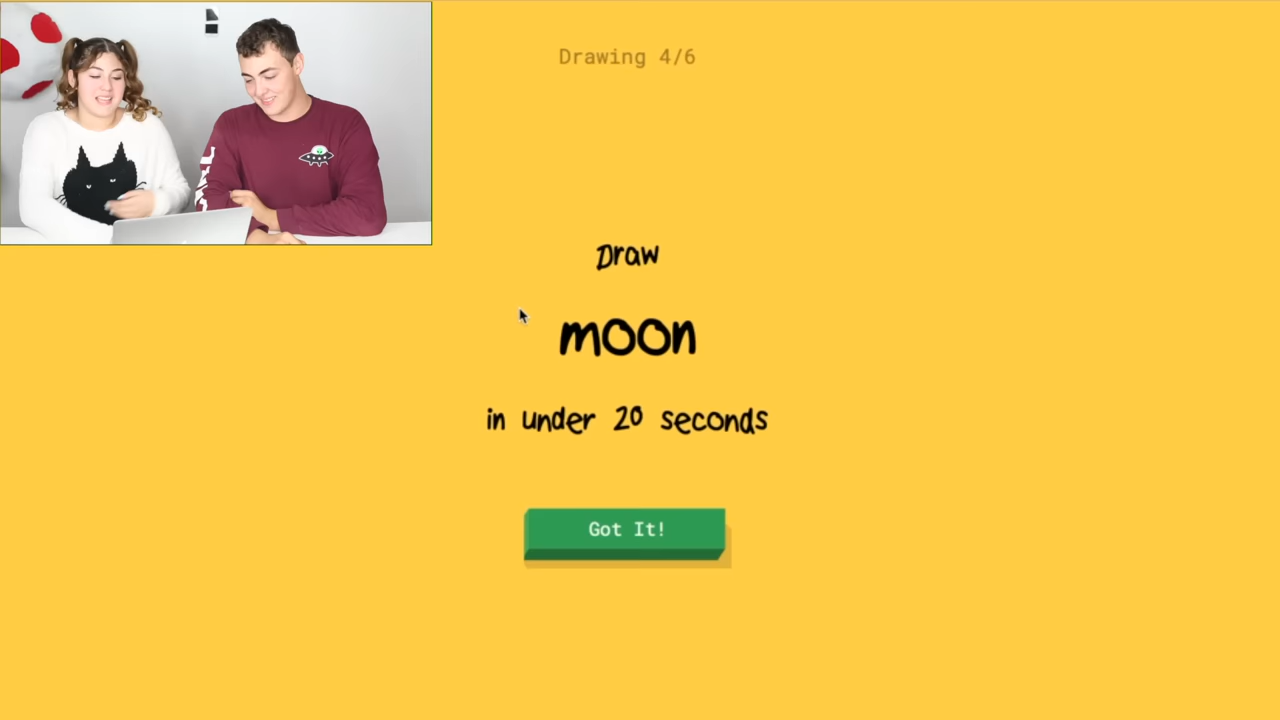 Drawing 4/6
Draw
moon
in under 20 seconds
Got It!